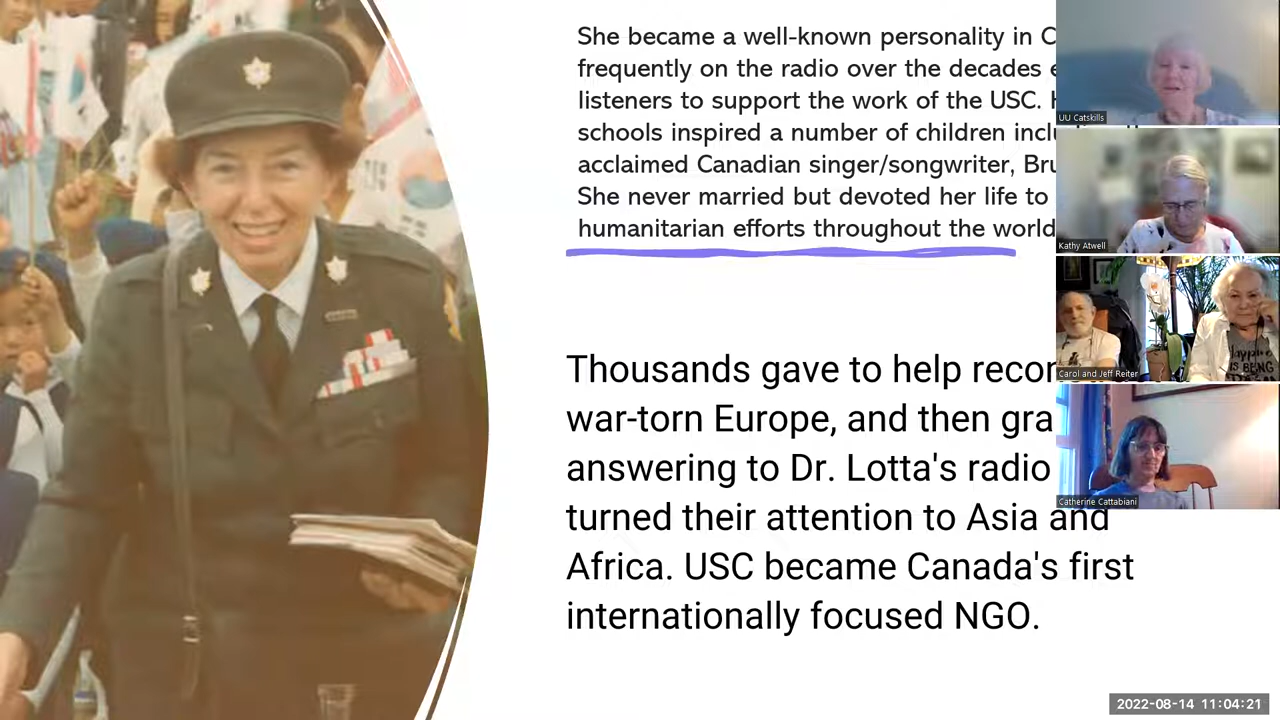 She became a well-known personality in C
frequently on the radio over the decades e
listeners to support the work of the USC. H
schools inspired a number of children incl
acclaimed Canadian singer/songwriter, Bru
She never married but devoted her life to
humanitarian efforts throughout the world
Thousands gave to help recon
war-torn Europe, and then gra
answering to Dr. Lotta's radio
turned their attention to Asia and
Africa. USC became Canada's first
internationally focused NGO.
UU Catskills
Kathy Atwell
IS BEING
Carol and Jeff Reiter
Catherine Cattabiani
2022-08-14 11:04:21